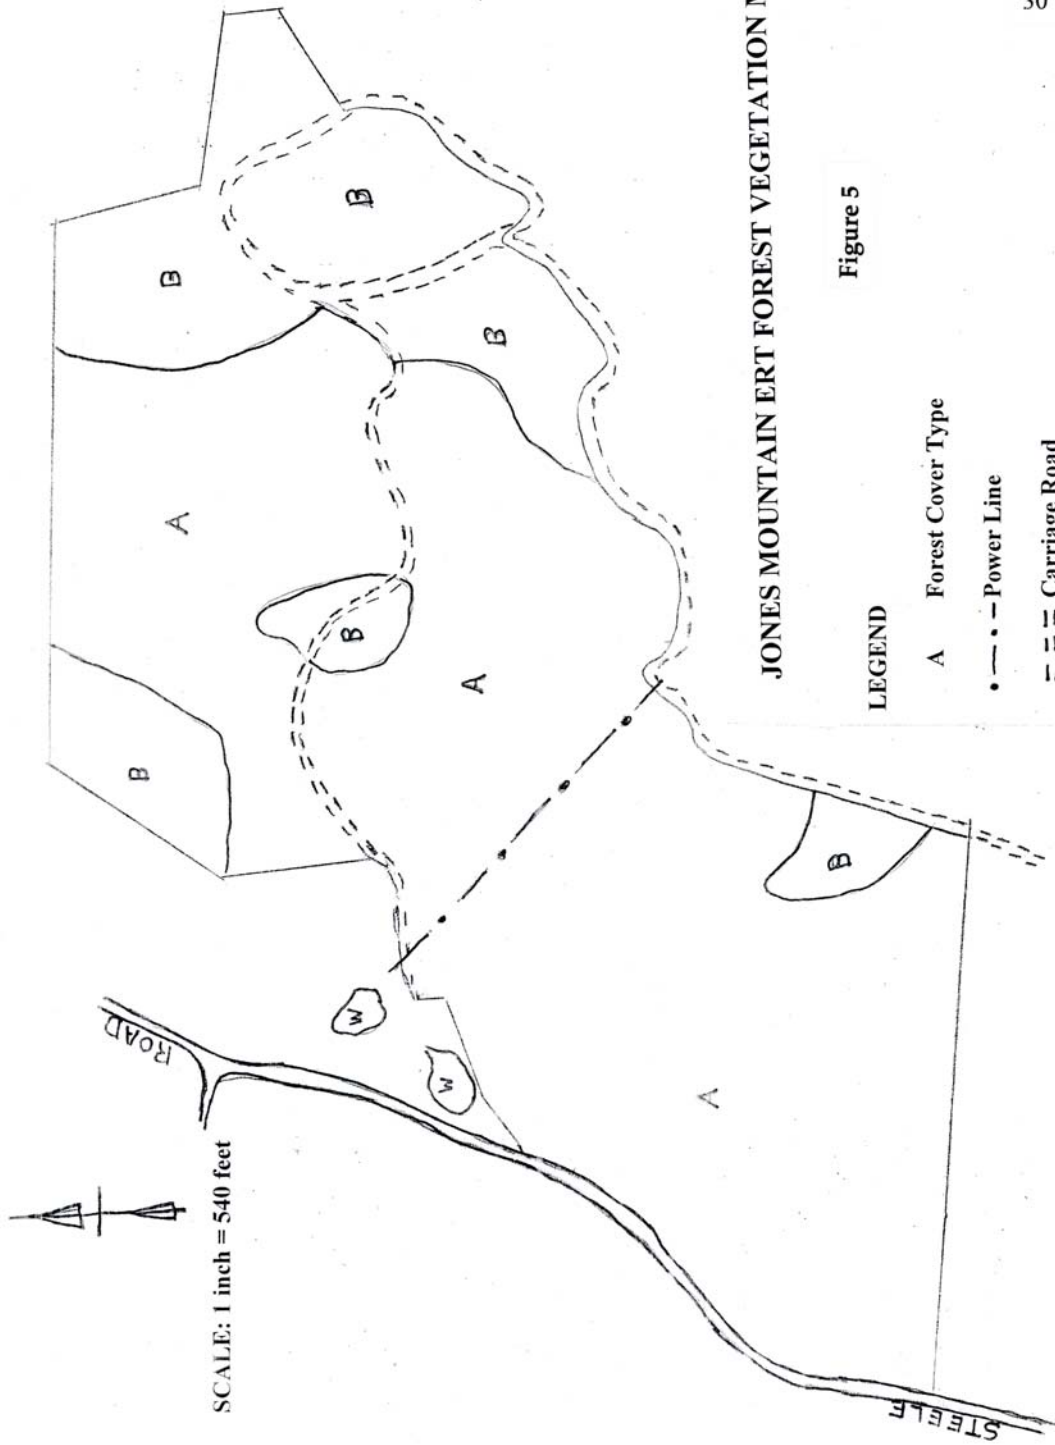 30
JONES MOUNTAIN ERT FOREST VEGETATION
Figure 5
LEGEND
A Forest Cover Type
Power Line
Carriage Road
SCALE: 1 inch = 540 feet
ROAD
STEELE
W
W
A
A
A
B
B
B
B
B
B